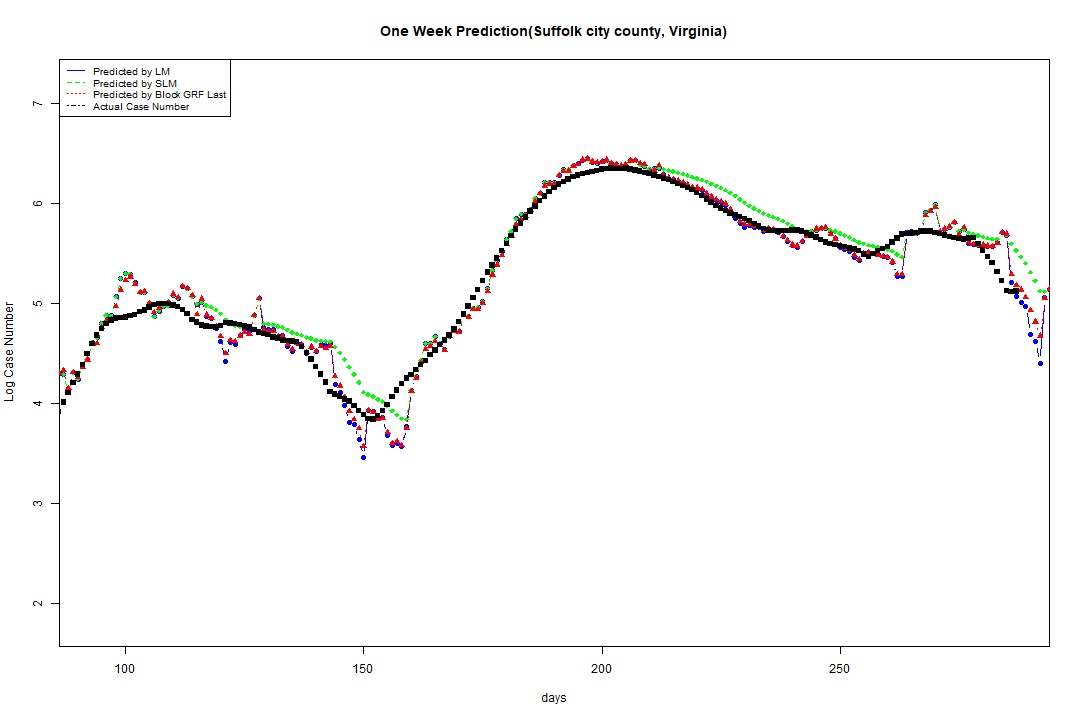 One Week Prediction(Suffolk city county, Virginia)
Predicted by LM
Predicted by SLM
Predicted by Block GRF Last
Actual Case Number
7
6
5
4
3
2
Log Case Number
100 150 200 250
days